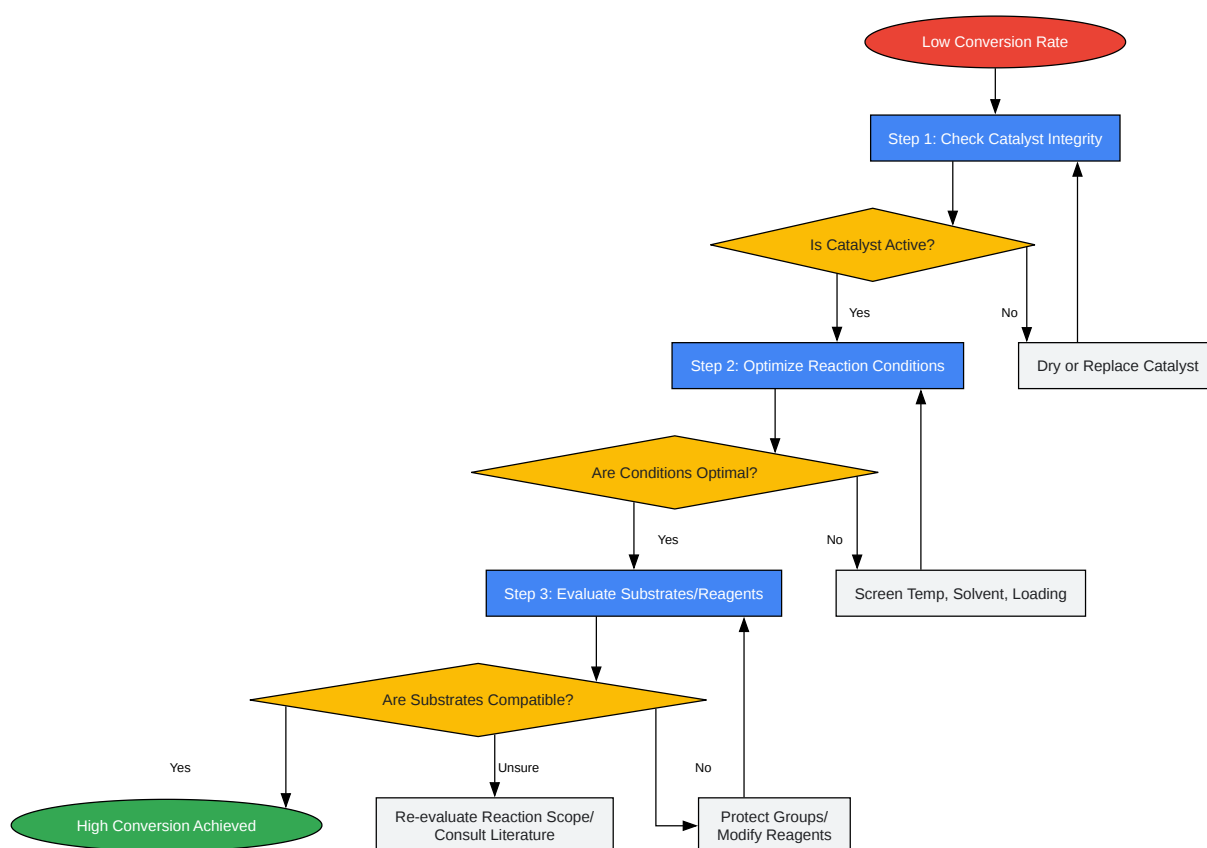 Low Conversion Rate
Step 1: Check Catalyst Integrity
Is Catalyst Active?
Yes
No
Step 2: Optimize Reaction Conditions
Dry or Replace Catalyst
Are Conditions Optimal?
Yes
No
Step 3: Evaluate Substrates/Reagents
Screen Temp, Solvent, Loading
Are Substrates Compatible?
Yes
Unsure
No
High Conversion Achieved
Re-evaluate Reaction Scope/
Consult Literature
Protect Groups/
Modify Reagents